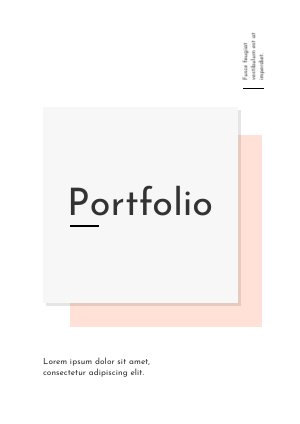 Fusce feugiat
vestibulum est at
imperdiet.
Portfolio
Lorem ipsum dolor sit amet,
consectetur adipiscing elit.